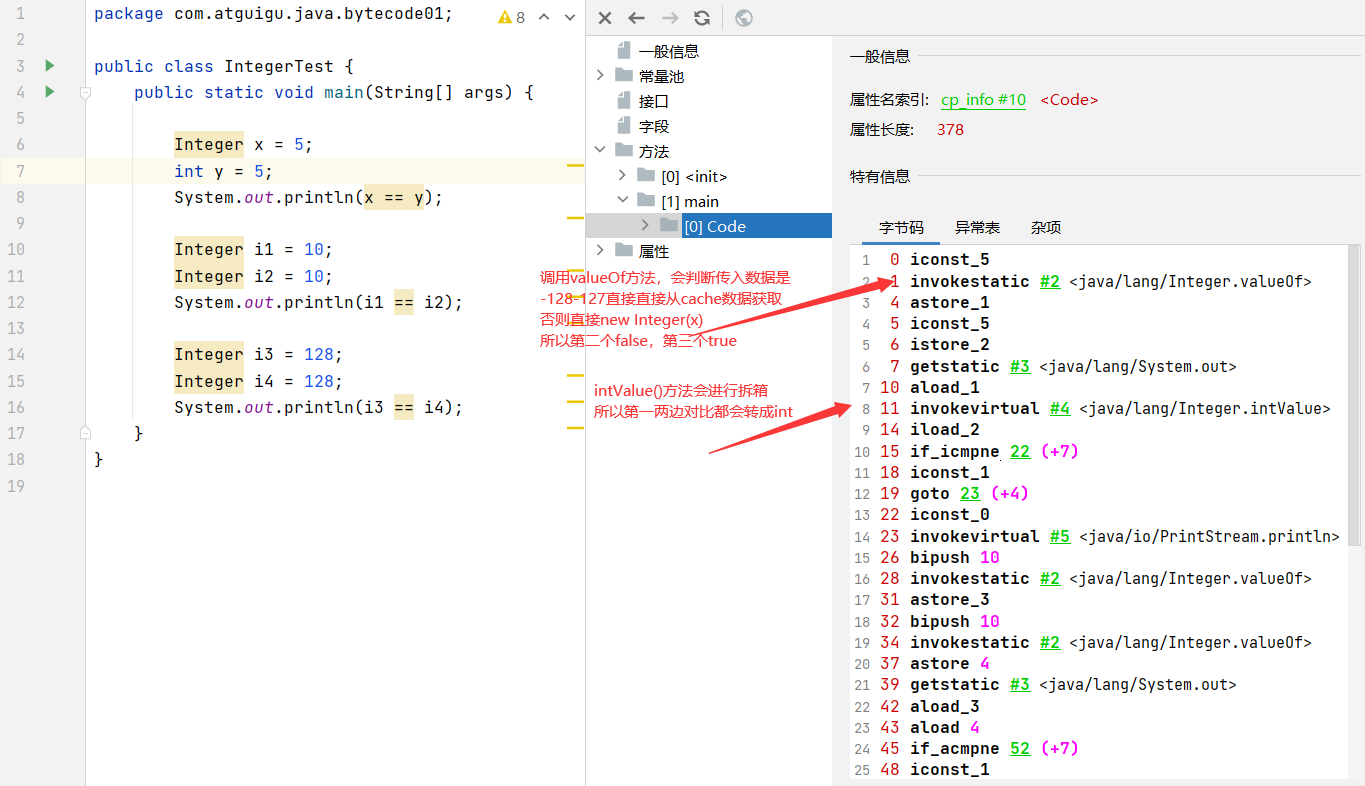 1 package com.atguigu.java.bytecode01;
8
2
3 public class IntegerTest {
4 public static void main(String[] args) {
5
6 Integer x = 5;
7 int y = 5;
8 System.out.println(x == y);
9
10 Integer i1 = 10;
11 Integer i2 = 10;
12 System.out.println(i1 == i2);
13
14 Integer i3 = 128;
15 Integer i4 = 128;
16 System.out.println(i3 == i4);
17 }
18 }
19
一般信息
常量池
接口
字段
方法
[0] <init>
[1] main
[0] Code
属性
调用valueOf方法，会判断传入数据是
-128-127直接直接从cache数据获取
否则直接new Integer(x)
所以第二个false，第三个true
intValue()方法会进行拆箱
所以第一两边对比都会转成int
一般信息
属性名索引: cp_info #10 <Code>
属性长度: 378
特有信息
字节码 异常表 杂项
1 0 iconst_5
2 1 invokestatic #2 <java/lang/Integer.valueOf>
3 4 astore_1
4 5 iconst_5
5 6 istore_2
6 7 getstatic #3 <java/lang/System.out>
7 10 aload_1
8 11 invokevirtual #4 <java/lang/Integer.intValue>
9 14 iload_2
10 15 if_icmpne 22 (+7)
11 18 iconst_1
12 19 goto 23 (+4)
13 22 iconst_0
14 23 invokevirtual #5 <java/io/PrintStream.println>
15 26 bipush 10
16 28 invokestatic #2 <java/lang/Integer.valueOf>
17 31 astore_3
18 32 bipush 10
19 34 invokestatic #2 <java/lang/Integer.valueOf>
20 37 astore 4
21 39 getstatic #3 <java/lang/System.out>
22 42 aload_3
23 43 aload 4
24 45 if_acmpne 52 (+7)
25 48 iconst_1